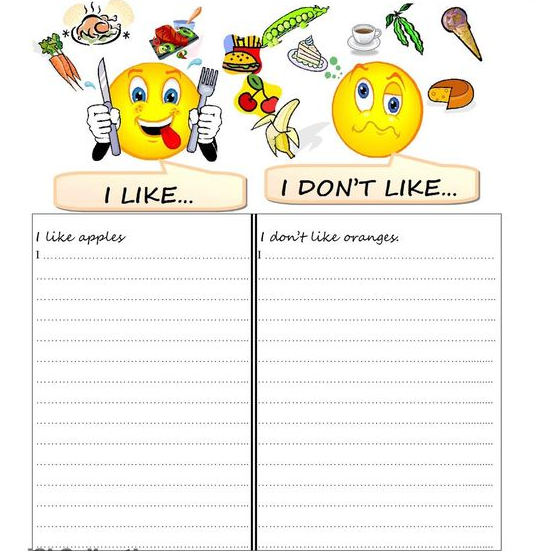 I LIKE...
I DON'T LIKE...
I like apples
I
I don't like oranges.
I